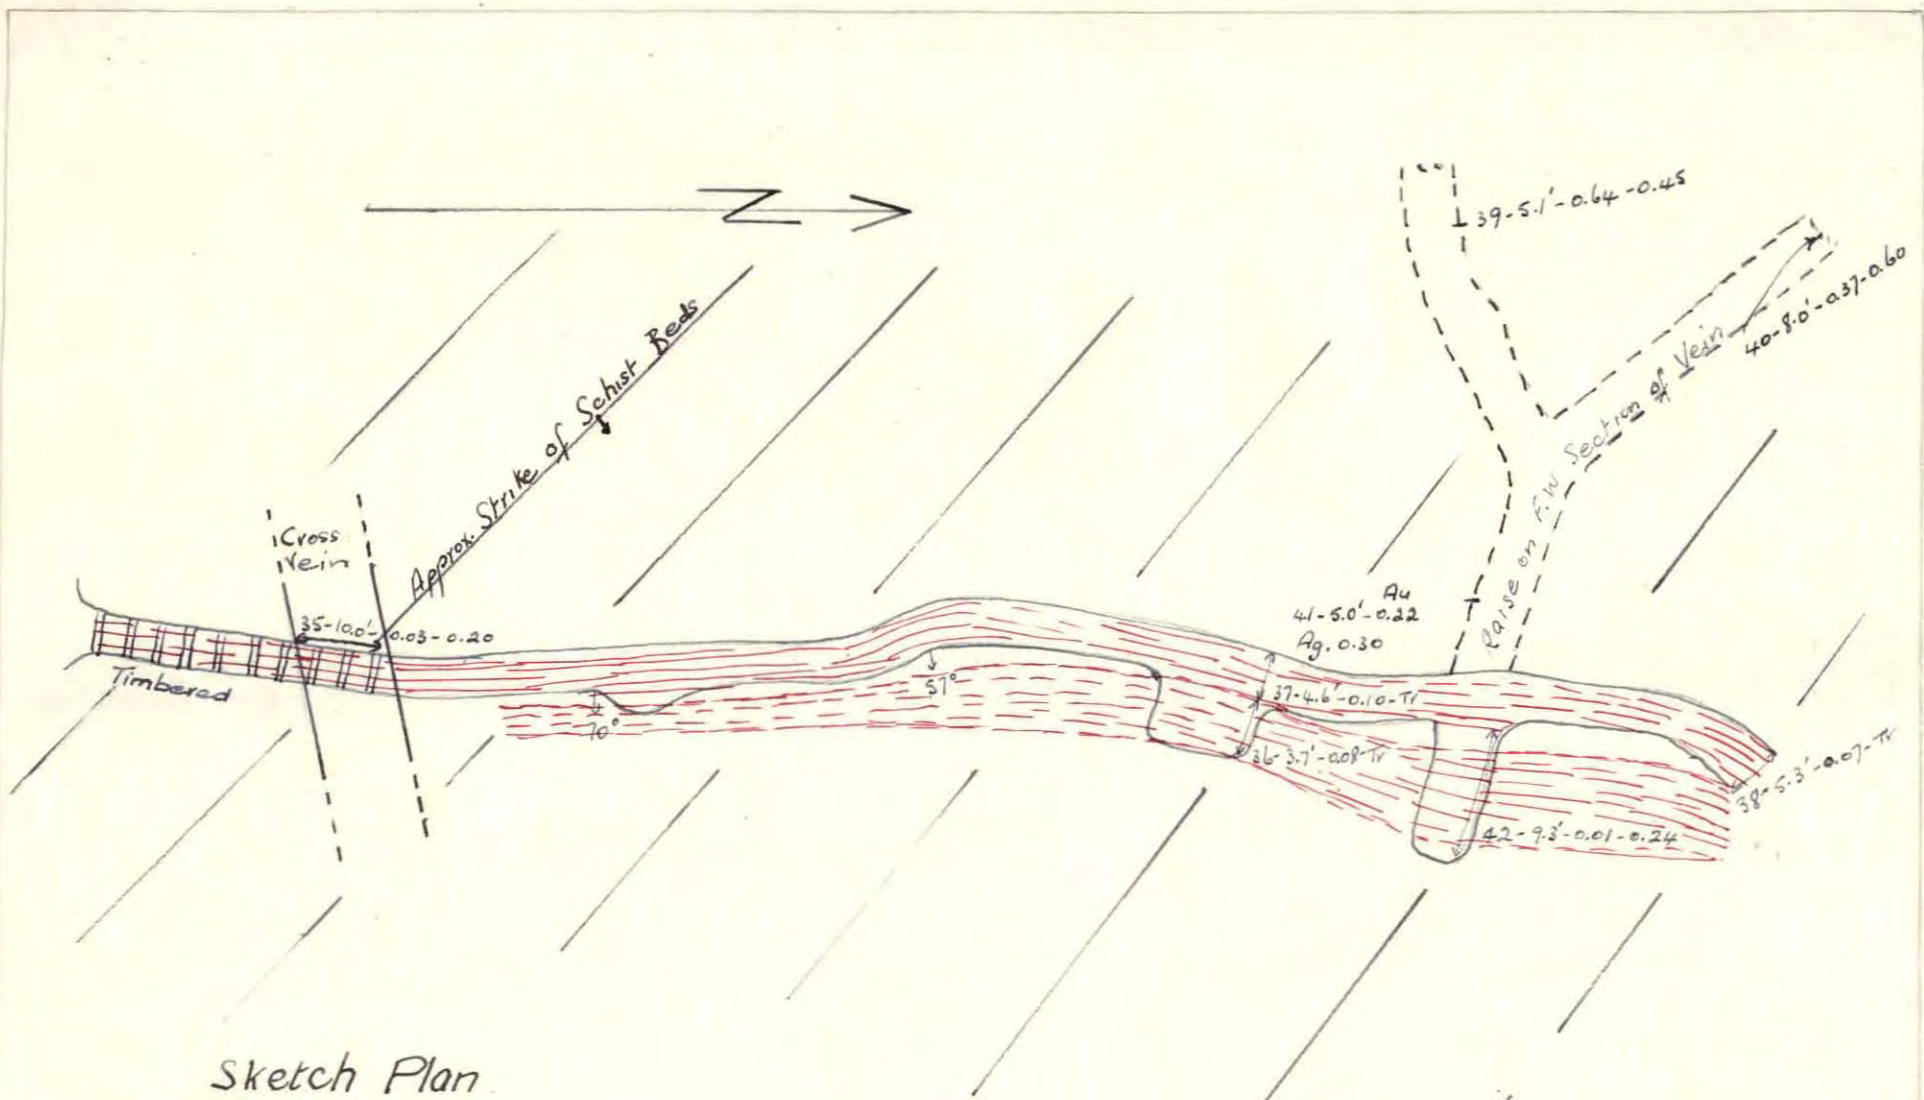 Z
39-5.1'-0.64-0.45
40-8.0'-0.37-0.60
Approx. Strike of Schist Beds
Raise on F.W Section of Vein
Cross
Vein
Au
41-5.0'-0.22
Ag. 0.30
35-10.0'-0.03-0.20
Timbered
57°
70°
37-4.6'-0.10-Tr
36-3.7'-0.08-Tr
38-5.3'-0.07-Tr
42-9.3'-0.01-0.24
Sketch Plan